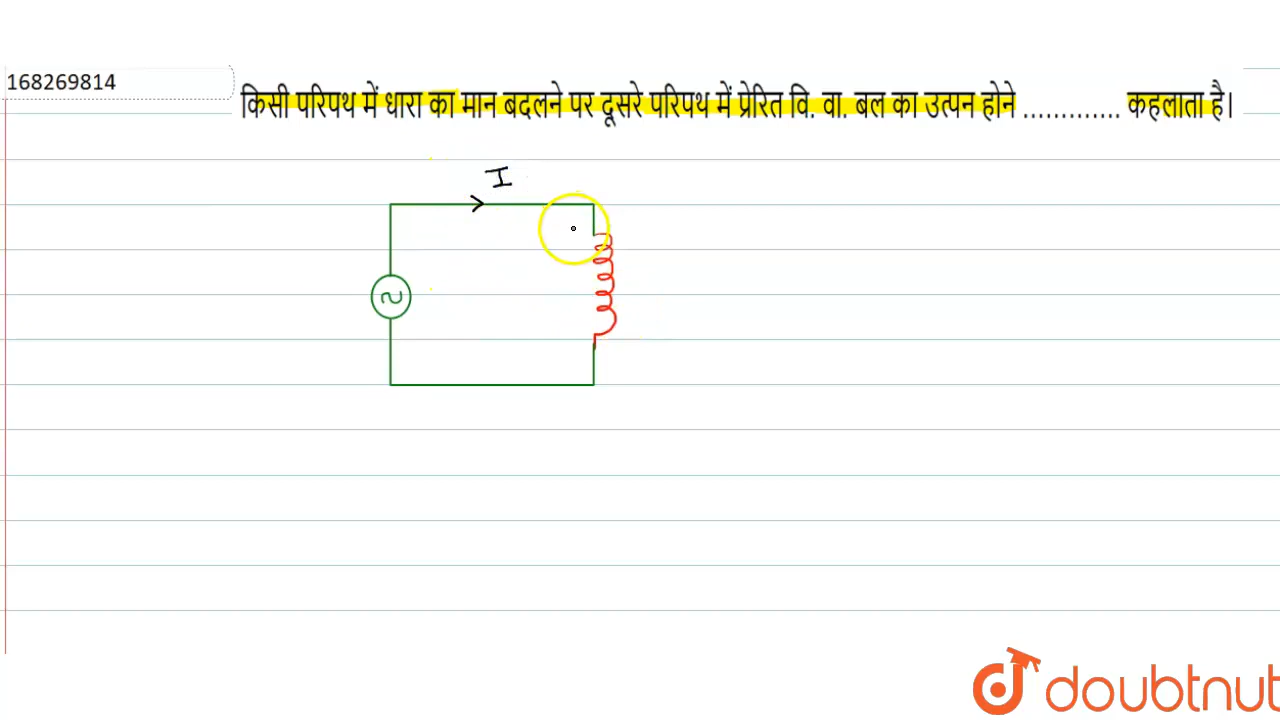 168269814
किसी परिपथ में धारा का मान बदलने पर दूसरे परिपथ में प्रेरित वि. वा. बल का उत्पन होने ............. कहलाता है।
I
doubtnut